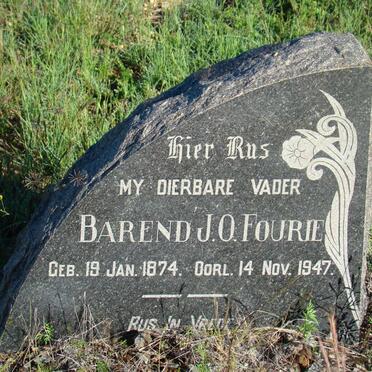 Hier Rus
MY DIERBARE VADER
BAREND J.O. FOURIE
GEB. 19 JAN. 1874. OORL. 14 NOV. 1947.
RUS IN VREDE